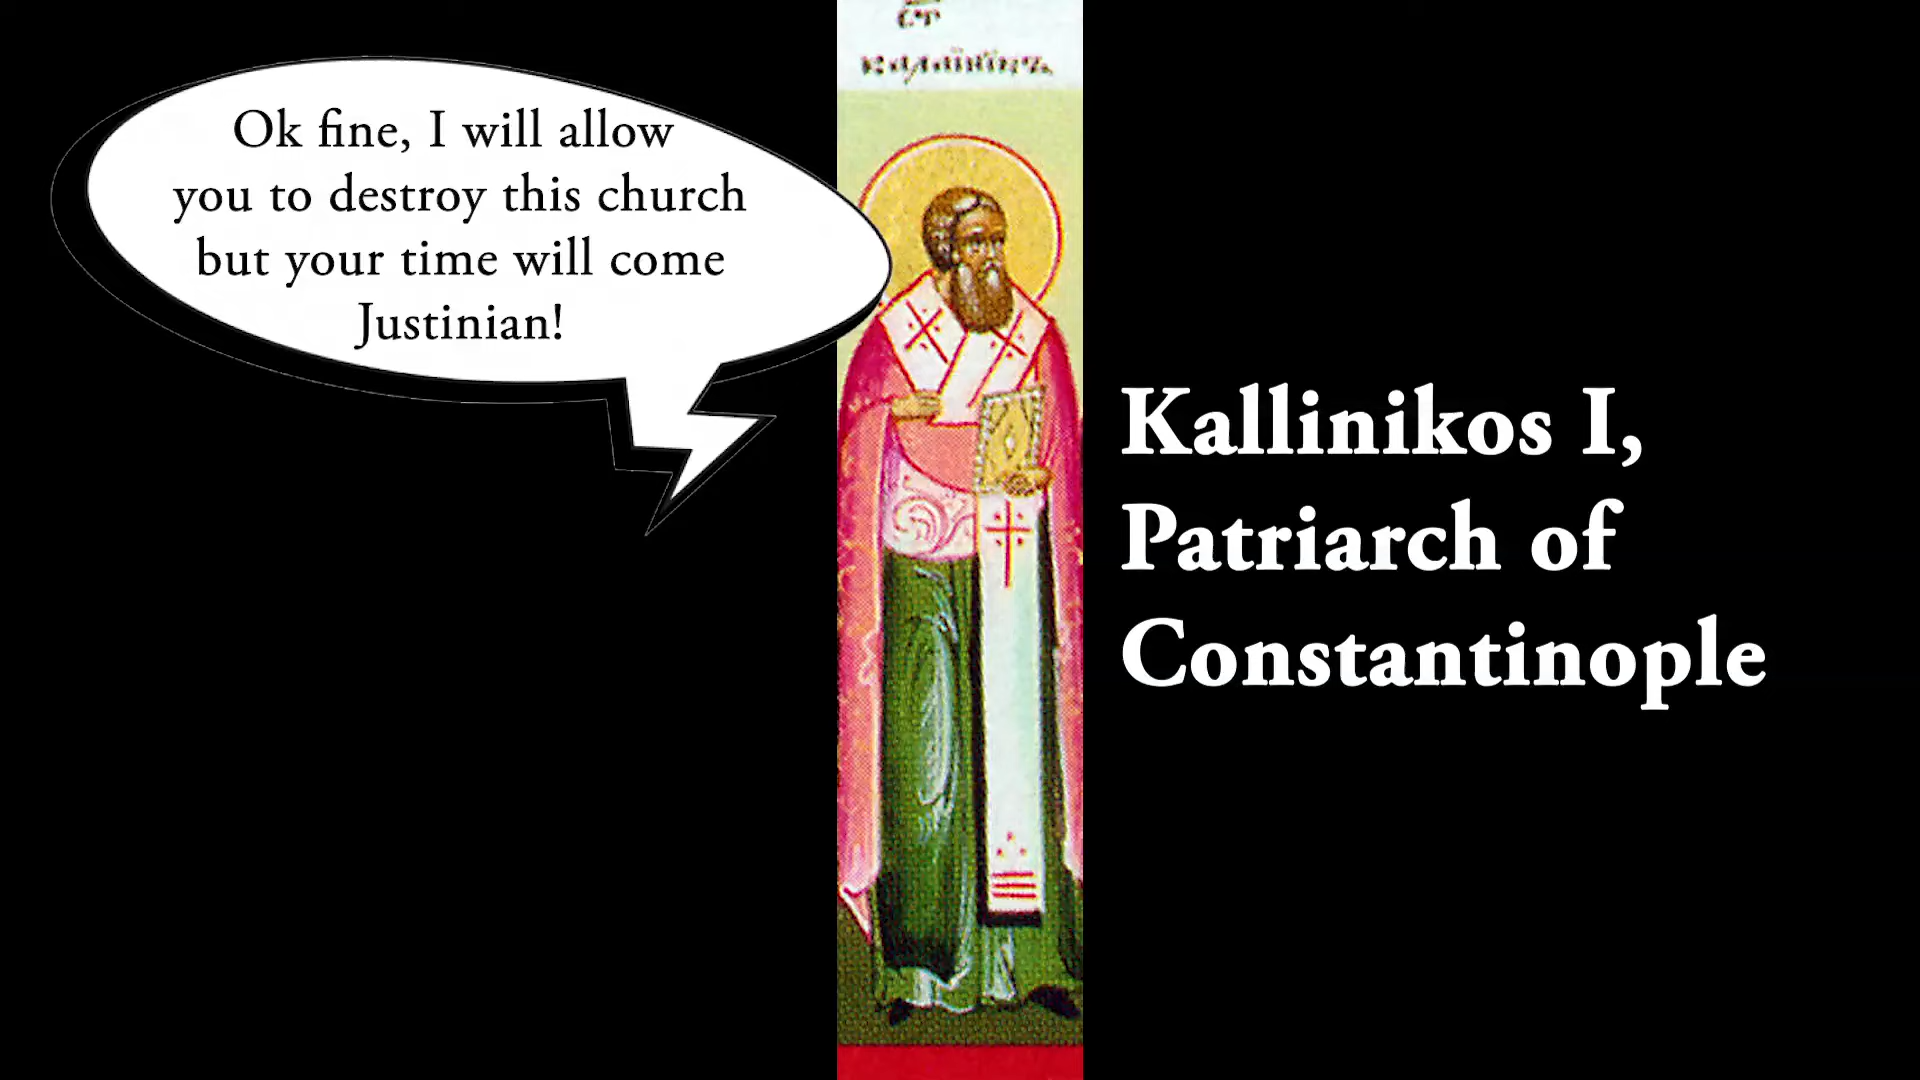 Ok fine, I will allow
you to destroy this church
but your time will come
Justinian!
Kallinikos I,
Patriarch of
Constantinople